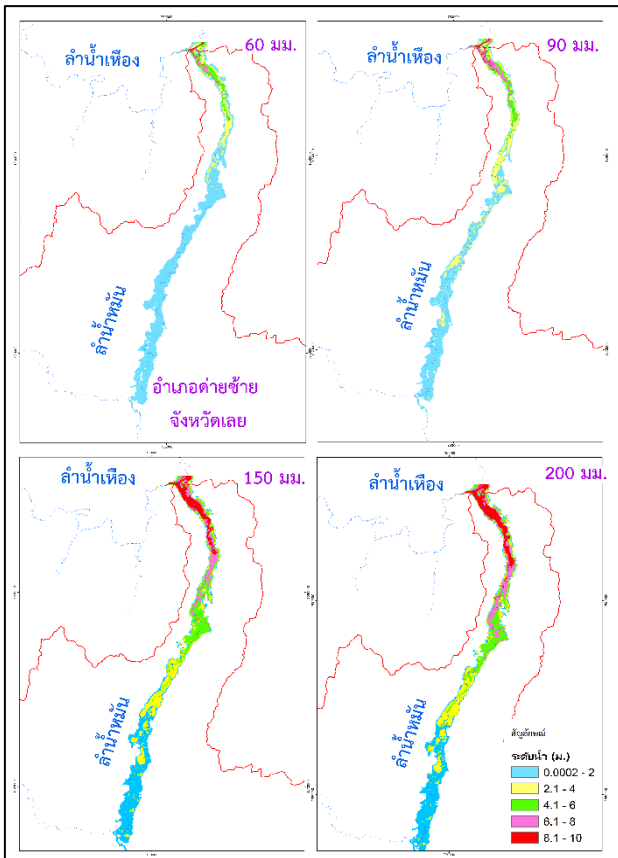 ลำน้ำเหือง
60 มม.
ลำน้ำหมัน
อำเภอด่านซ้าย
จังหวัดเลย
ลำน้ำเหือง
90 มม.
ลำน้ำหมัน
ลำน้ำเหือง
150 มม.
ลำน้ำหมัน
ลำน้ำเหือง
200 มม.
ลำน้ำหมัน
สัญลักษณ์
ระดับน้ำ (ม.)
0.0002 - 2
2.1 - 4
4.1 - 6
6.1 - 8
8.1 - 10